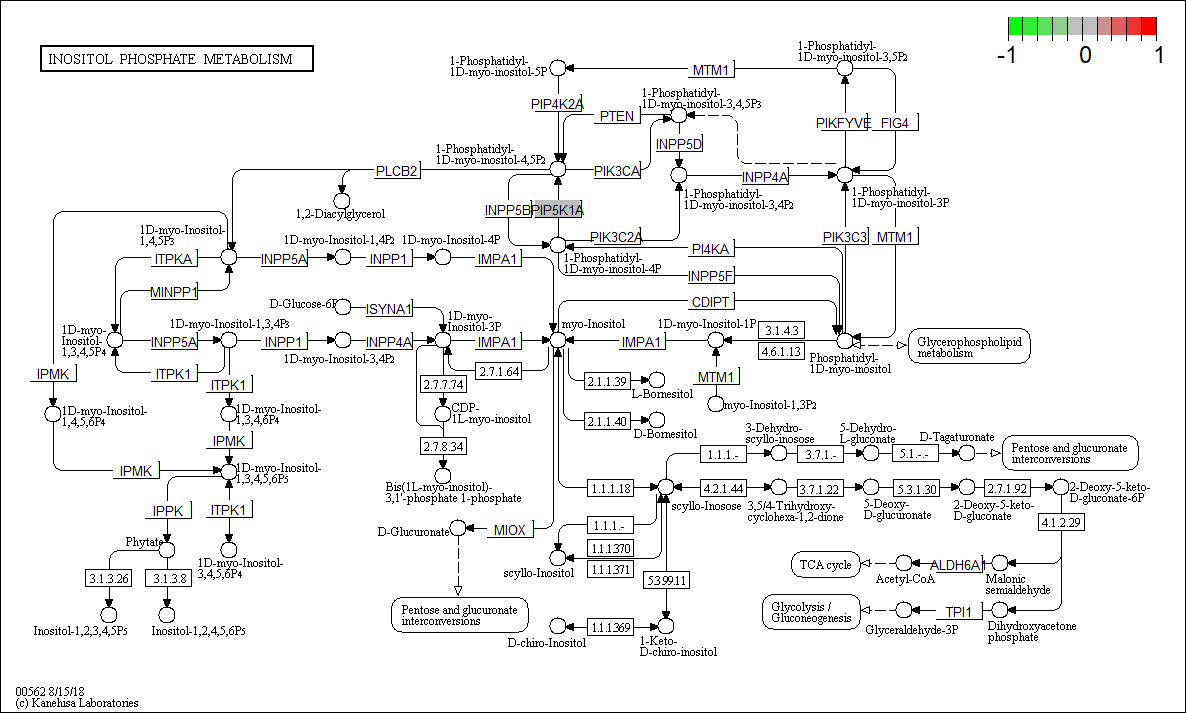 INOSITOL PHOSPHATE METABOLISM
-1 0 1
1-Phosphatidyl-
1D-myo-inositol-5P
MTM1
1-Phosphatidyl-
1D-myo-inositol-3,5P2
PIP4K2A
PTEN
1-Phosphatidyl-
1D-myo-inositol-3,4,5P3
PIKFYVE
FIG4
INPP5D
1-Phosphatidyl-
1D-myo-inositol-4,5P2
PLCB2
PIK3CA
INPP4A
1,2-Diacylglycerol
1-Phosphatidyl-
1D-myo-inositol-3,4P2
1-Phosphatidyl-
1D-myo-inositol-3P
INPP5B
PIP5K1A
1D-myo-Inositol-
1,4,5P3
1D-myo-Inositol-1,4P2
1D-myo-Inositol-4P
PIK3C2A
PI4KA
PIK3C3
MTM1
ITPKA
INPP5A
INPP1
IMPA1
1-Phosphatidyl-
1D-myo-inositol-4P
INPP5F
MINPP1
D-Glucose-6P
ISYNA1
CDIPT
1D-myo-
Inositol-
1,3,4,5P4
INPP5A
1D-myo-Inositol-1,3,4P3
INPP1
1D-myo-Inositol-3,4P2
INPP4A
1D-myo-
Inositol-3P
IMPA1
myo-Inositol
IMPA1
1D-myo-Inositol-1P
3.1.4.3
4.6.1.13
Phosphatidyl-
1D-myo-inositol
Glycerophospholipid
metabolism
IPMK
ITPK1
ITPK1
2.7.1.64
2.7.7.74
2.1.1.39
L-Bornesitol
MTM1
myo-Inositol-1,3P2
1D-myo-Inositol-
1,4,5,6P4
1D-myo-Inositol-
1,3,4,6P4
CDP-
1L-myo-inositol
2.1.1.40
D-Bornesitol
IPMK
2.7.8.34
3-Dehydro-
scyllo-inosose
5-Dehydro-
L-gluconate
D-Tagaturonate
1.1.1.-
3.7.1.-
5.1.-.-
Pentose and glucuronate
interconversions
IPMK
1D-myo-Inositol-
1,3,4,5,6P5
Bis(1L-myo-inositol)-
3,1'-phosphate 1-phosphate
1.1.1.18
scyllo-Inosose
4.2.1.44
3,5/4-Trihydroxy-
cyclohexa-1,2-dione
3.7.1.22
5-Deoxy-
D-glucuronate
5.3.1.30
2-Deoxy-5-keto-
D-gluconate
2.7.1.92
2-Deoxy-5-keto-
D-gluconate-6P
IPPK
ITPK1
D-Glucuronate
MIOX
1.1.1.-
4.1.2.29
Phytate
1D-myo-Inositol-
3,4,5,6P4
1.1.1.370
1.1.1.371
scyllo-Inositol
TCA cycle
Acetyl-CoA
ALDH6A1
Malonic
semialdehyde
3.1.3.26
3.1.3.8
5.3.99.11
Inositol-1,2,3,4,5P5
Inositol-1,2,4,5,6P5
Pentose and glucuronate
interconversions
Glycolysis /
Gluconeogenesis
Glyceraldehyde-3P
TPI1
Dihydroxyacetone
phosphate
D-chiro-Inositol
1.1.1.369
1-Keto-
D-chiro-inositol
00562 8/15/18
(c) Kanehisa Laboratories